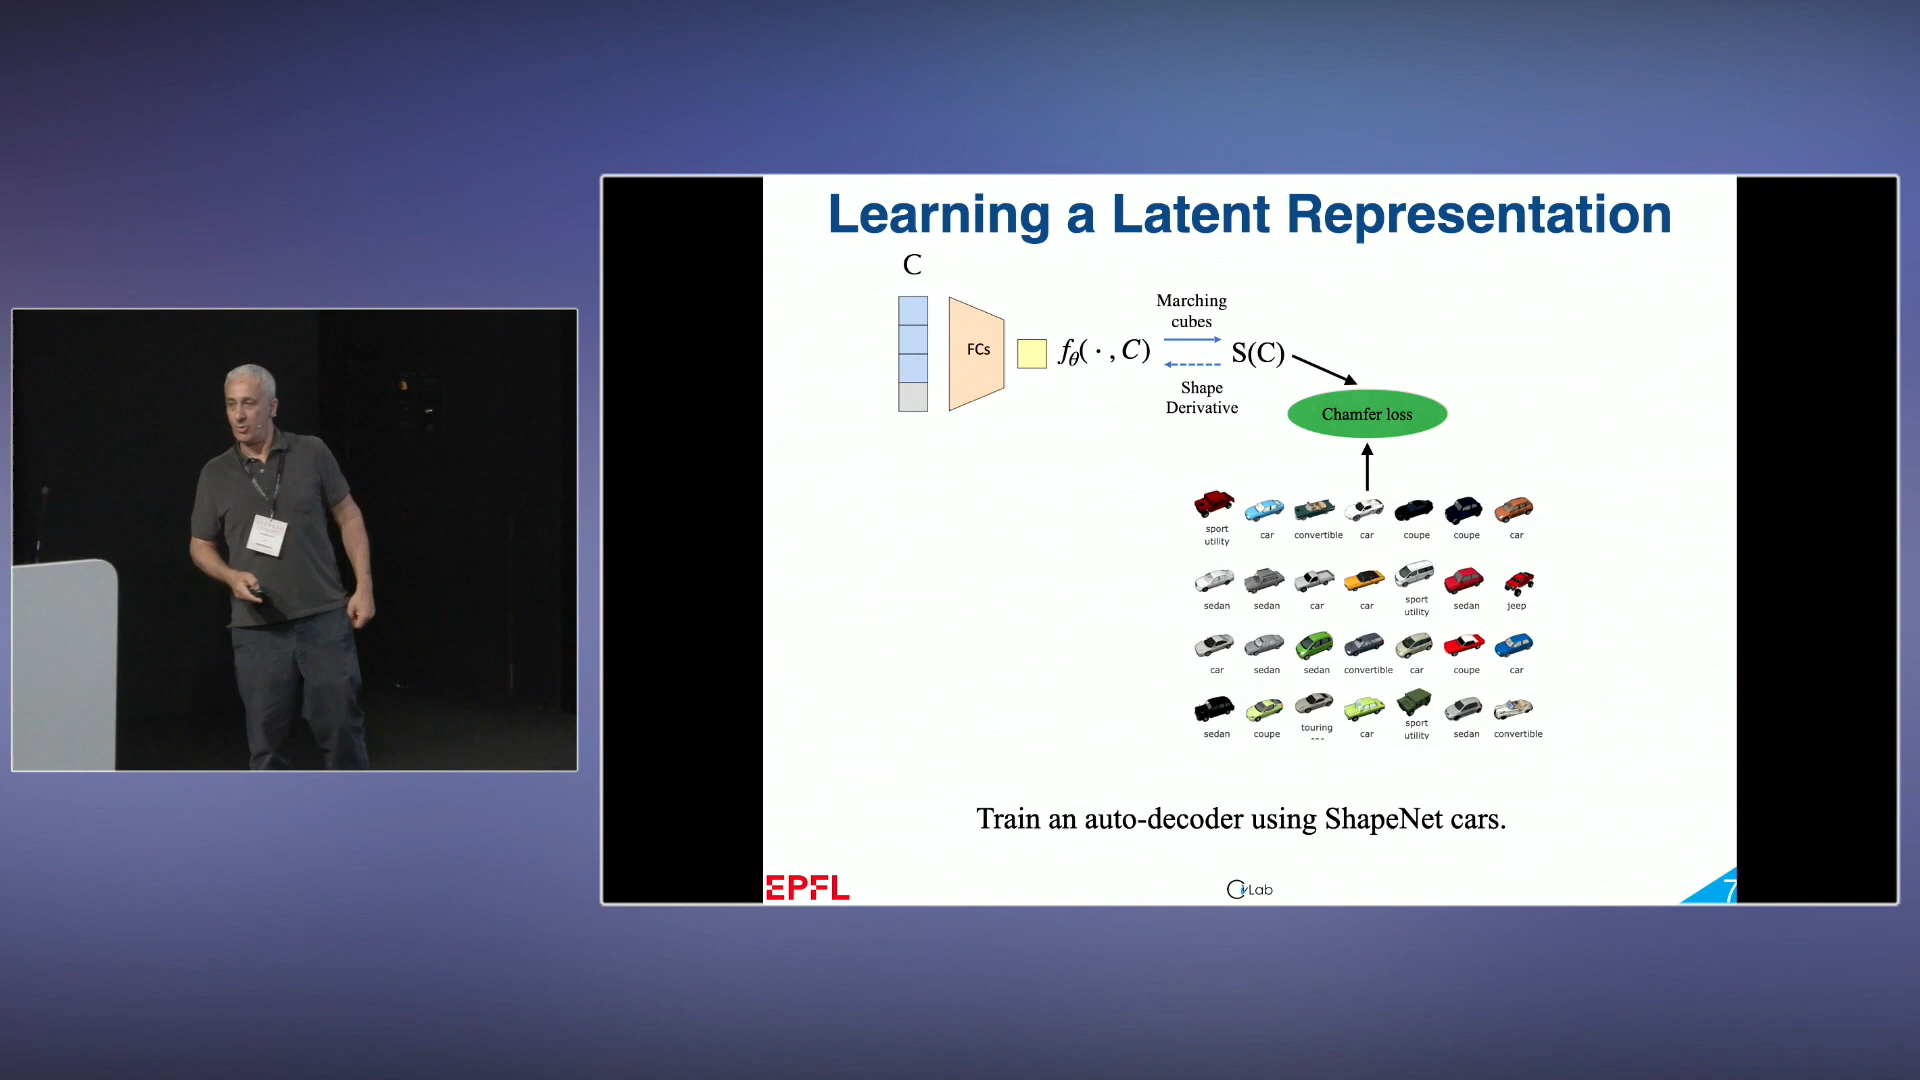 Learning a Latent Representation
C
FCs
fθ(·, C)
Marching
cubes
Shape
Derivative
S(C)
Chamfer loss
sport
utility
car
convertible
car
coupe
coupe
car
sedan
sedan
car
car
sport
utility
sedan
jeep
car
sedan
sedan
convertible
car
coupe
car
sedan
coupe
touring
car
sport
utility
sedan
convertible
Train an auto-decoder using ShapeNet cars.
EPFL
CvLab
7